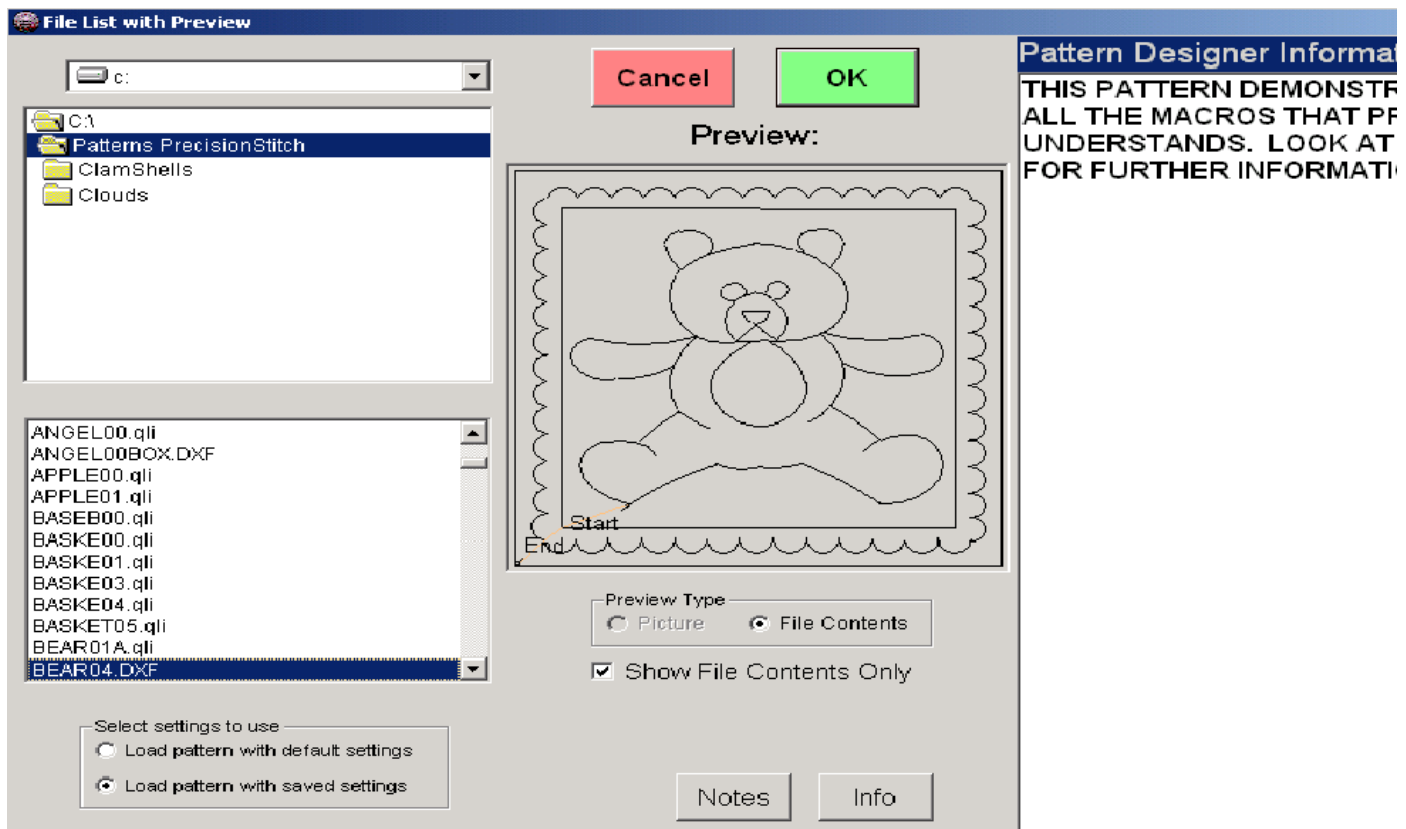 File List with Preview
c:
C:\
Patterns PrecisionStitch
ClamShells
Clouds
ANGEL00.qli
ANGEL00BOX.DXF
APPLE00.qli
APPLE01.qli
BASEB00.qli
BASKE00.qli
BASKE01.qli
BASKE03.qli
BASKE04.qli
BASKET05.qli
BEAR01A.qli
BEAR04.DXF
Select settings to use
Load pattern with default settings
Load pattern with saved settings
Cancel
OK
Preview:
Start
End
Preview Type
Picture
File Contents
Show File Contents Only
Notes
Info
Pattern Designer Informat
THIS PATTERN DEMONSTR
ALL THE MACROS THAT PR
UNDERSTANDS. LOOK AT
FOR FURTHER INFORMATI